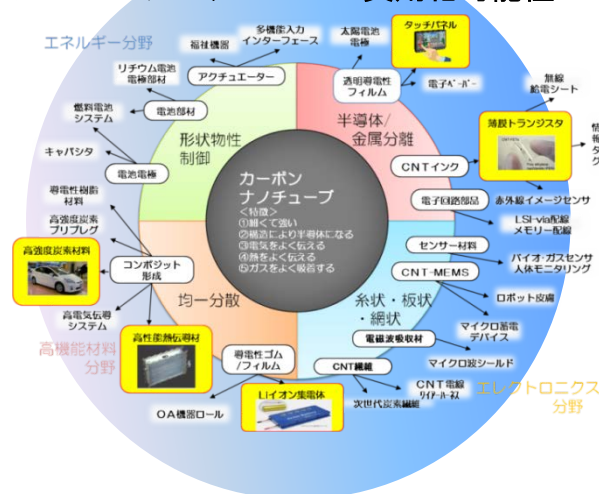 エネルギー分野
福祉機器
多機能入力
インターフェース
太陽電池
電極
タッチパネル
リチウム電池
電極部材
アクチュエーター
透明導電性
フィルム
電子ペーパー
無線
給電シート
燃料電池
システム
電池部材
形状物性
制御
半導体/
金属分離
薄膜トランジスタ
キャパシタ
電池電極
CNTインク
カーボン
ナノチューブ
<特徴>
①細くて強い
②構造により半導体になる
③電気をよく伝える
④熱をよく伝える
⑤ガスをよく吸着する
導電性樹脂
材料
高強度炭素
プリプレグ
電子回路部品
赤外線イメージセンサ
LSI-via配線
メモリー配線
高強度炭素材料
コンポジット
形成
均一分散
糸状・板状
・網状
センサー材料
バイオ・ガスセンサ
人体モニタリング
CNT-MEMS
ロボット皮膚
高電気伝導
システム
高機能材料
分野
高性能熱伝導材
導電性ゴム
/フィルム
電磁波吸収材
マイクロ蓄電
デバイス
マイクロ波シールド
OA機器ロール
Liイオン集電体
CNT繊維
次世代炭素繊維
CNT電線
ワイアーハーネス
エレクトロニクス
分野